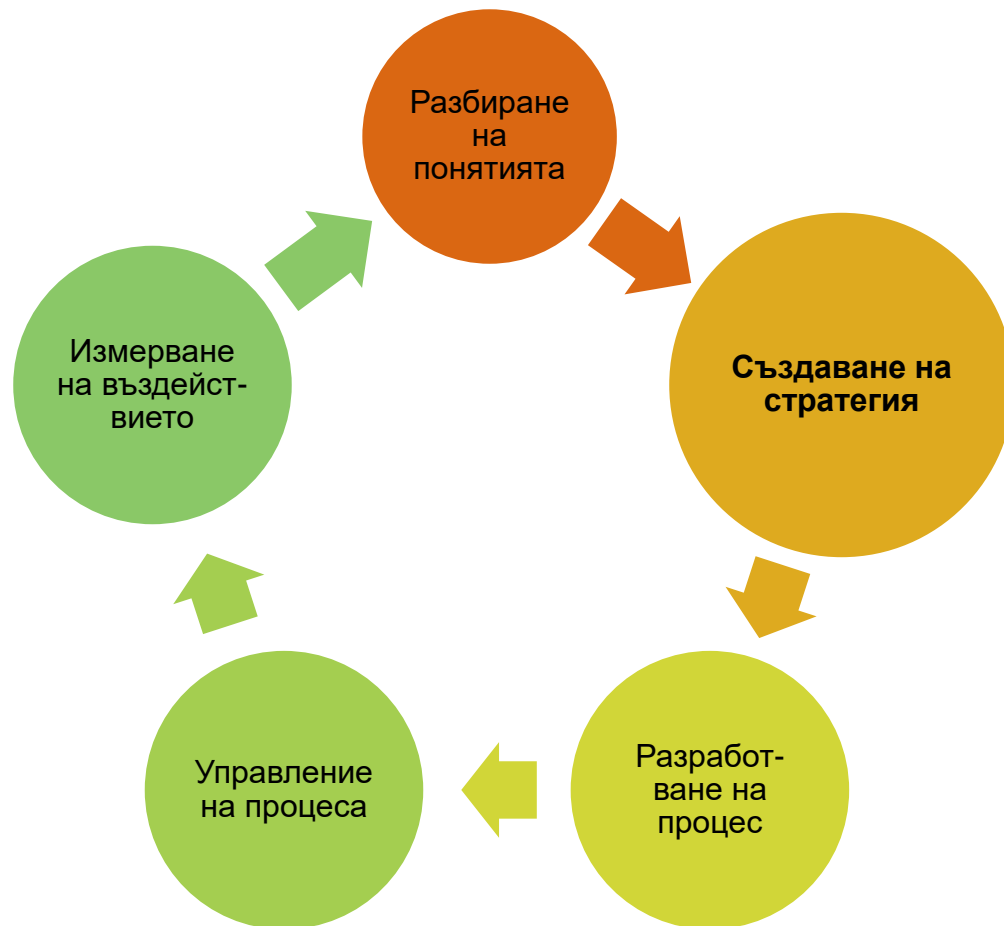 Разбиране
на
понятията
Създаване на
стратегия
Разработ-
ване на
процес
Управление
на процеса
Измерване
на въздейст-
вието